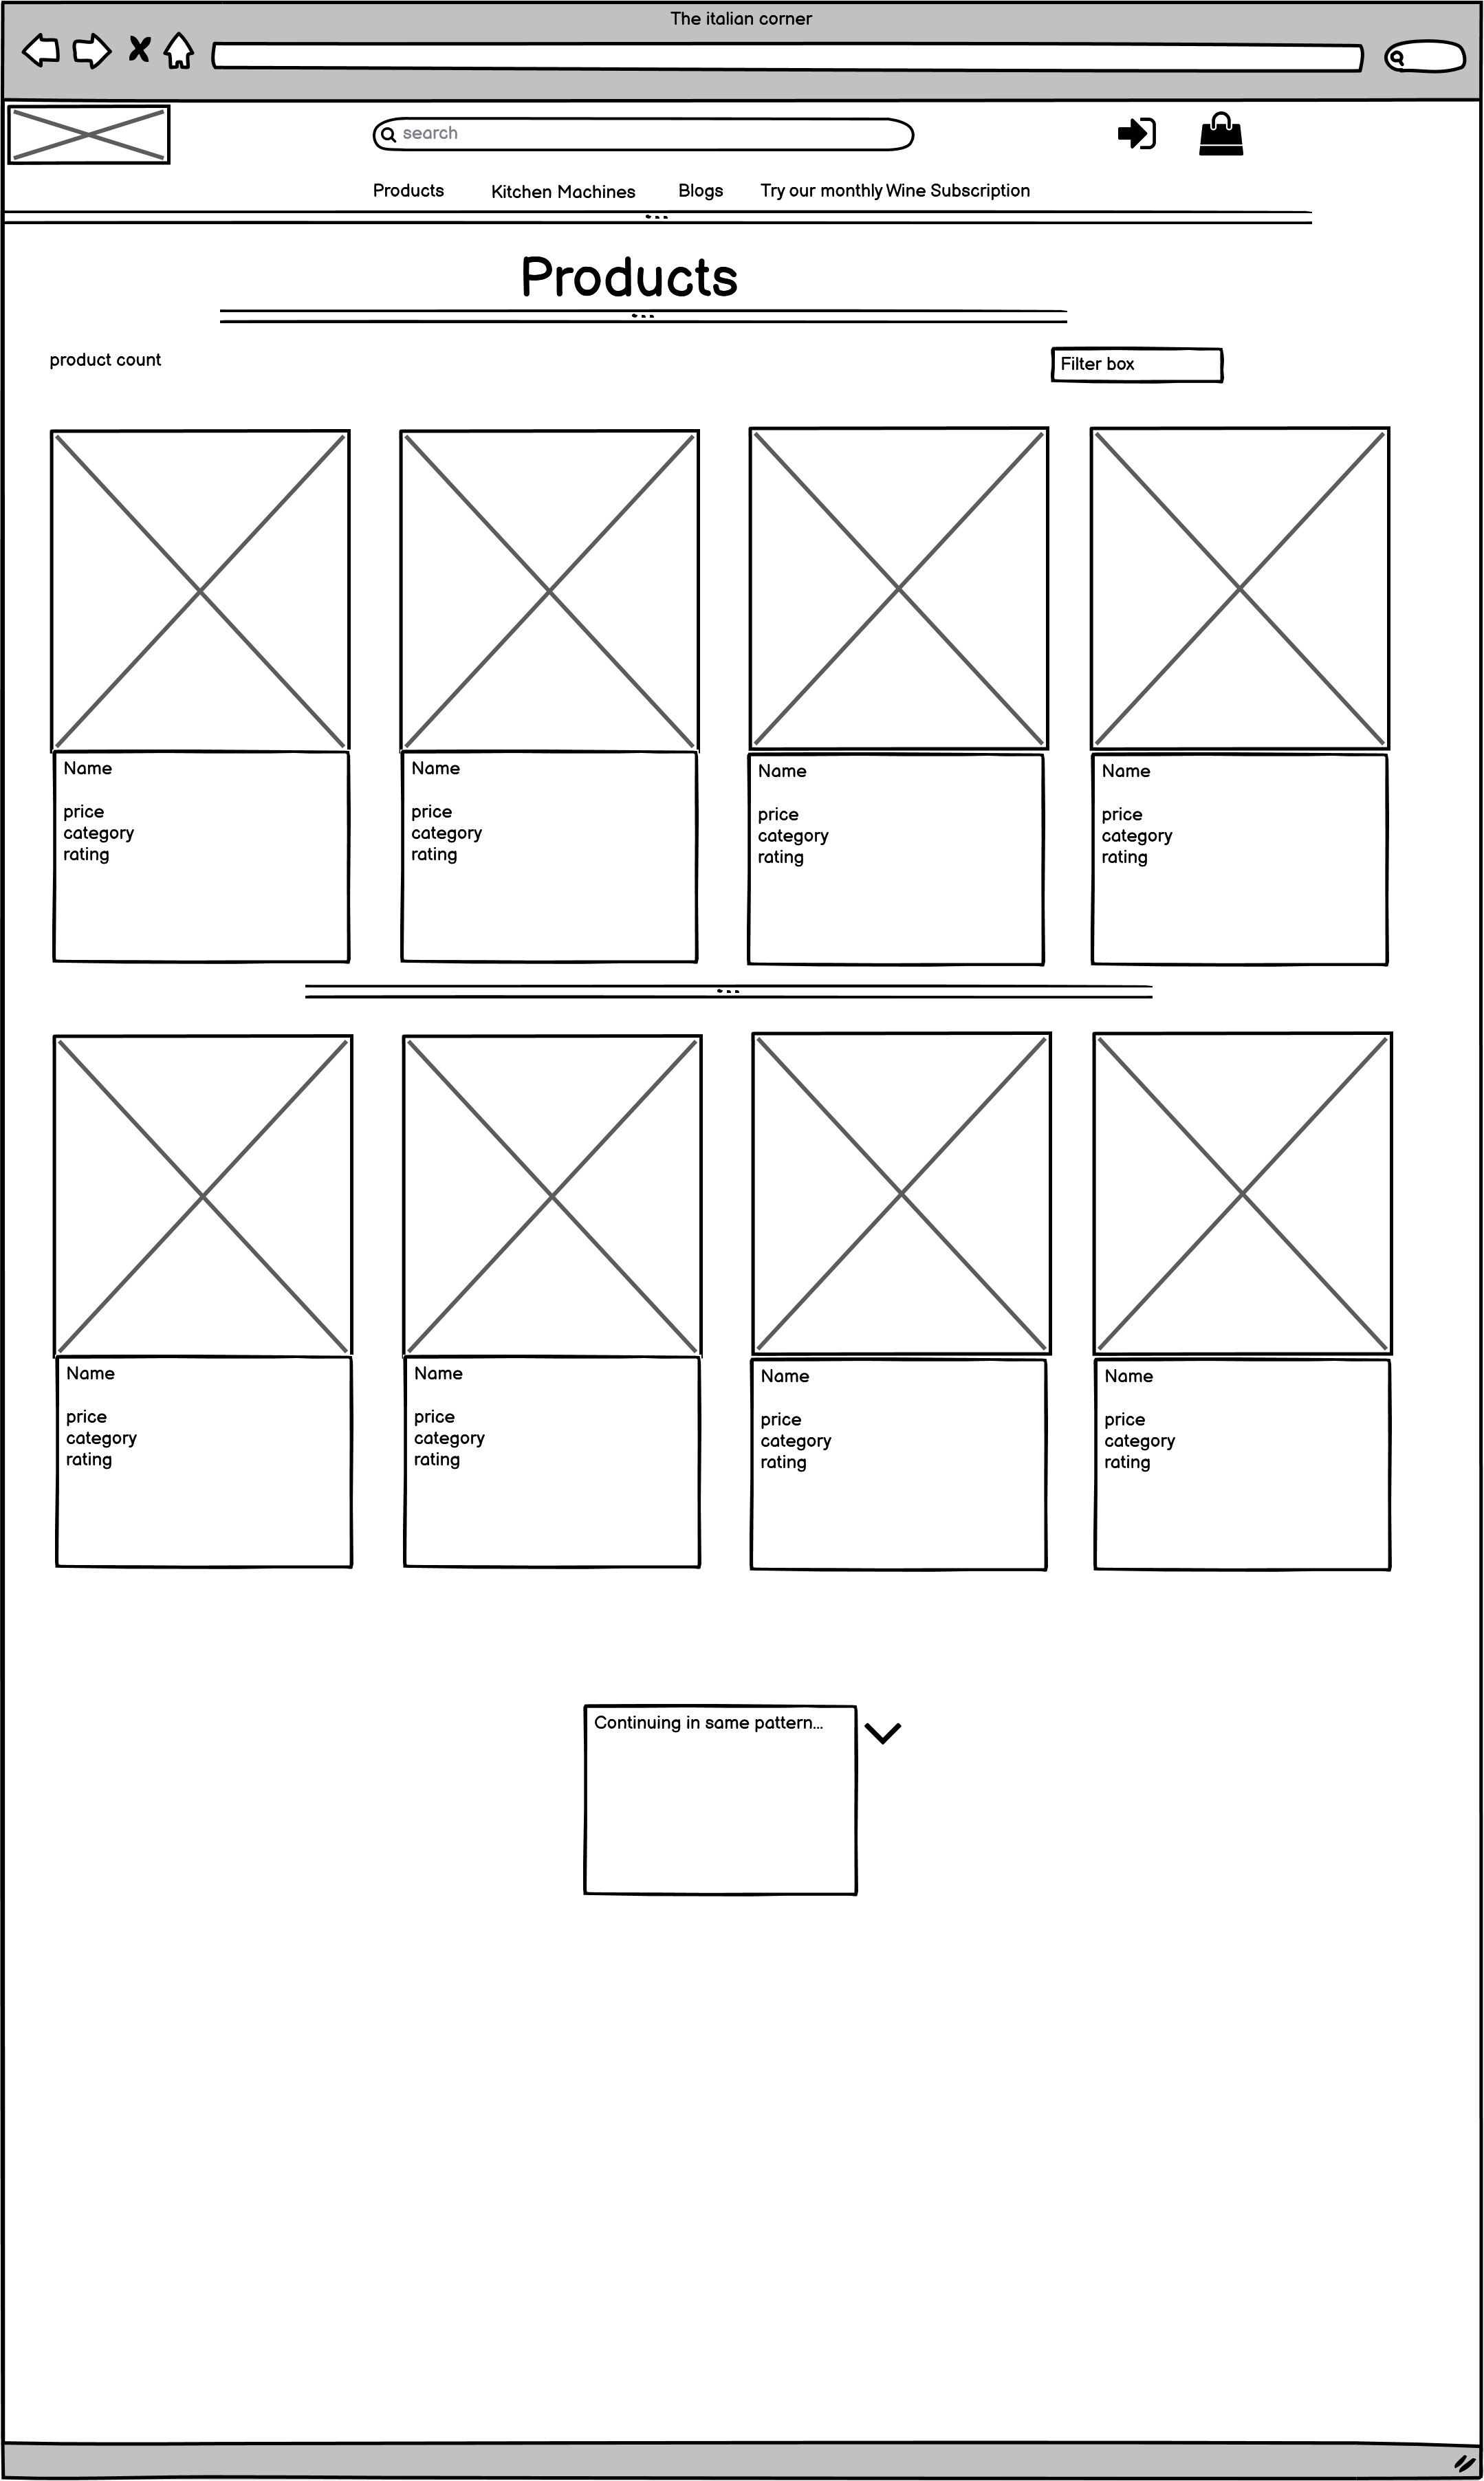 The italian corner
search
Products Kitchen Machines Blogs Try our monthly Wine Subscription
Products
product count Filter box
Name Name Name Name
price price price price
category category category category
rating rating rating rating
Name Name Name Name
price price price price
category category category category
rating rating rating rating
Continuing in same pattern...